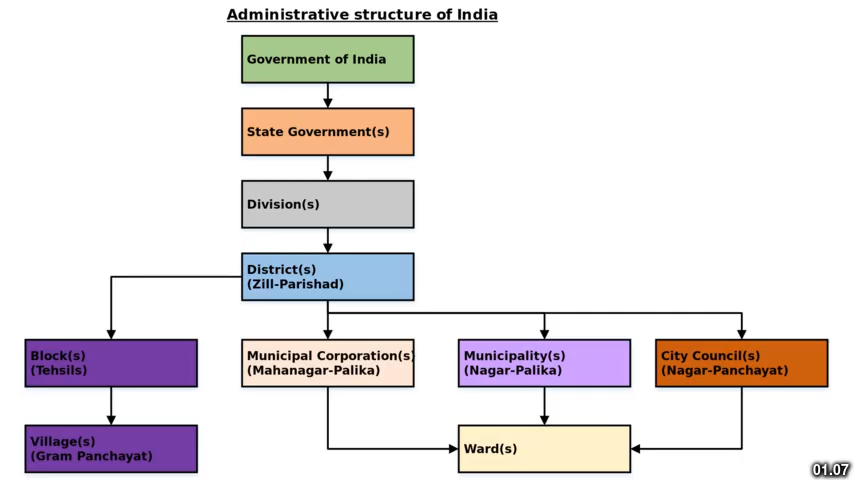 Administrative structure of India
Government of India
State Government(s)
Division(s)
District(s)
(Zill-Parishad)
Block(s)
(Tehsils)
Municipal Corporation(s)
(Mahanagar-Palika)
Municipality(s)
(Nagar-Palika)
City Council(s)
(Nagar-Panchayat)
Village(s)
(Gram Panchayat)
Ward(s)
01.07